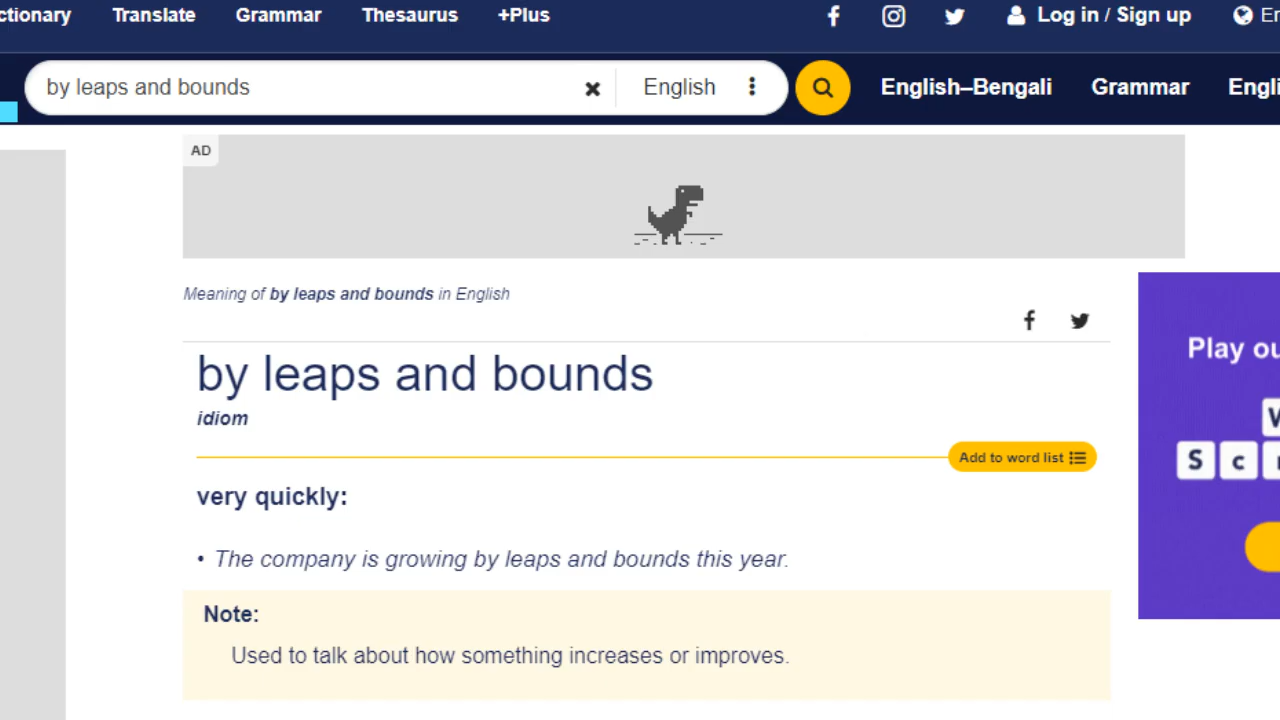 ctionary Translate Grammar Thesaurus +Plus Log in / Sign up En
by leaps and bounds English English–Bengali Grammar Engli
AD
Meaning of by leaps and bounds in English
by leaps and bounds
idiom
Add to word list
very quickly:
• The company is growing by leaps and bounds this year.
Note:
Used to talk about how something increases or improves.
Play ou
W
S c